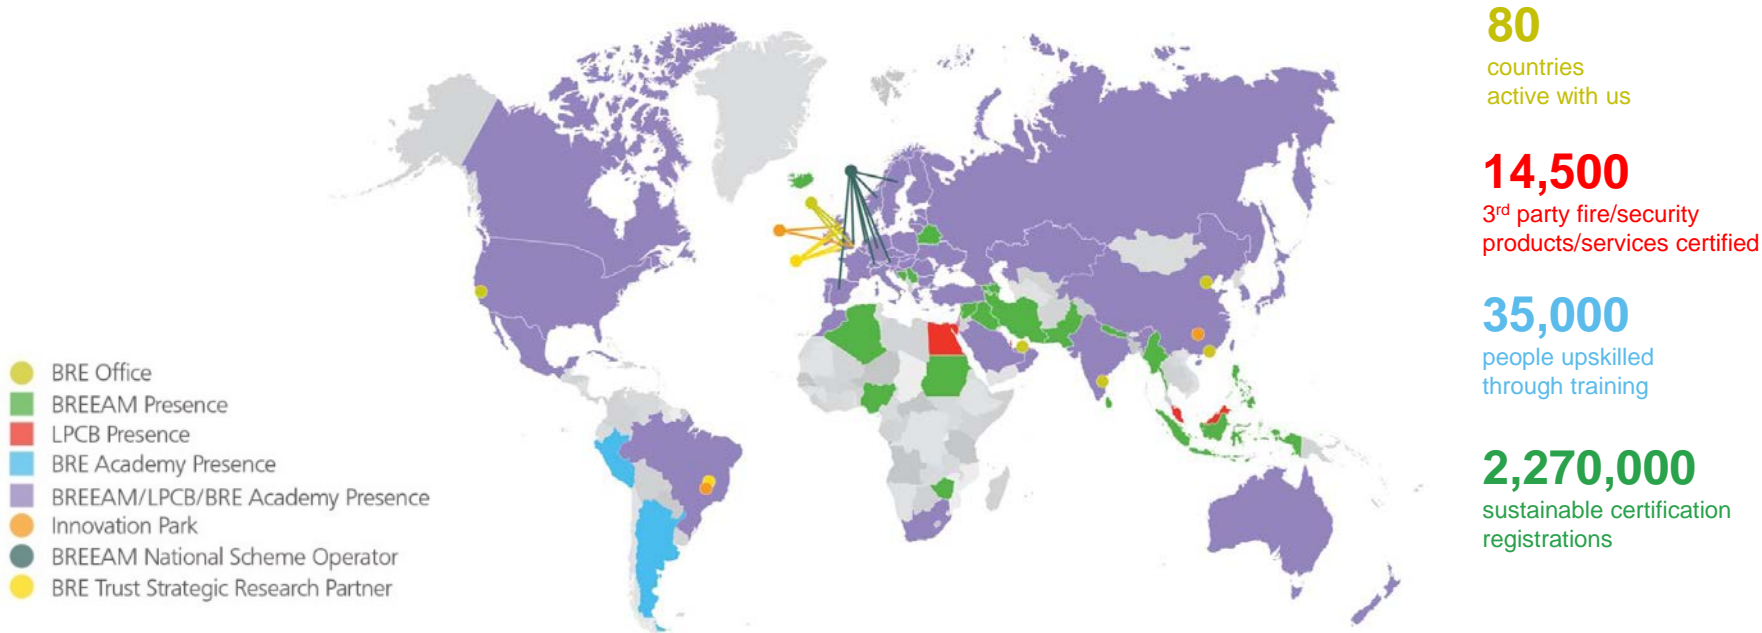 BRE Office
BREEAM Presence
LPCB Presence
BRE Academy Presence
BREEAM/LPCB/BRE Academy Presence
Innovation Park
BREEAM National Scheme Operator
BRE Trust Strategic Research Partner
80
countries
active with us
14,500
3rd party fire/security
products/services certified
35,000
people upskilled
through training
2,270,000
sustainable certification
registrations